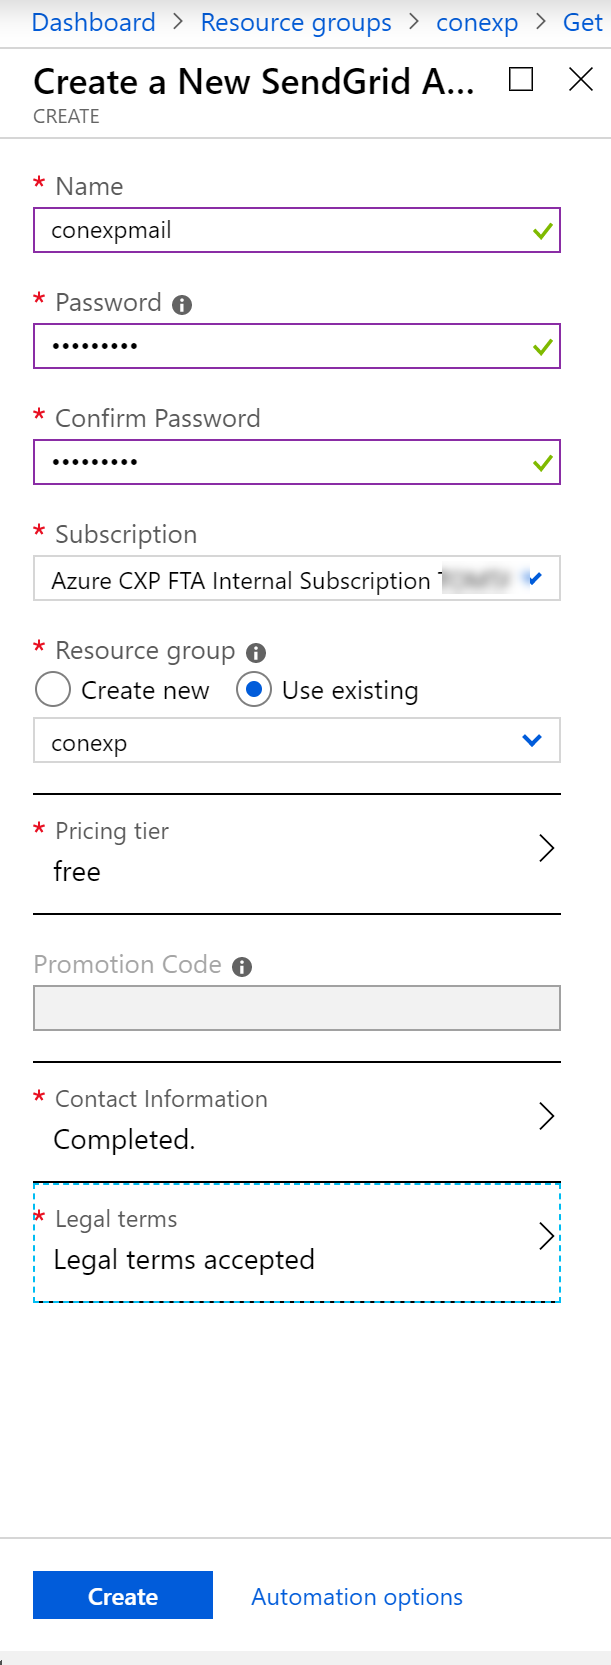 Dashboard > Resource groups > conexp > Get
Create a New SendGrid A...
CREATE
* Name
conexpmail
* Password
•••••••••
* Confirm Password
•••••••••
* Subscription
Azure CXP FTA Internal Subscription
* Resource group
Create new Use existing
conexp
* Pricing tier
free
Promotion Code
* Contact Information
Completed.
* Legal terms
Legal terms accepted
Create Automation options